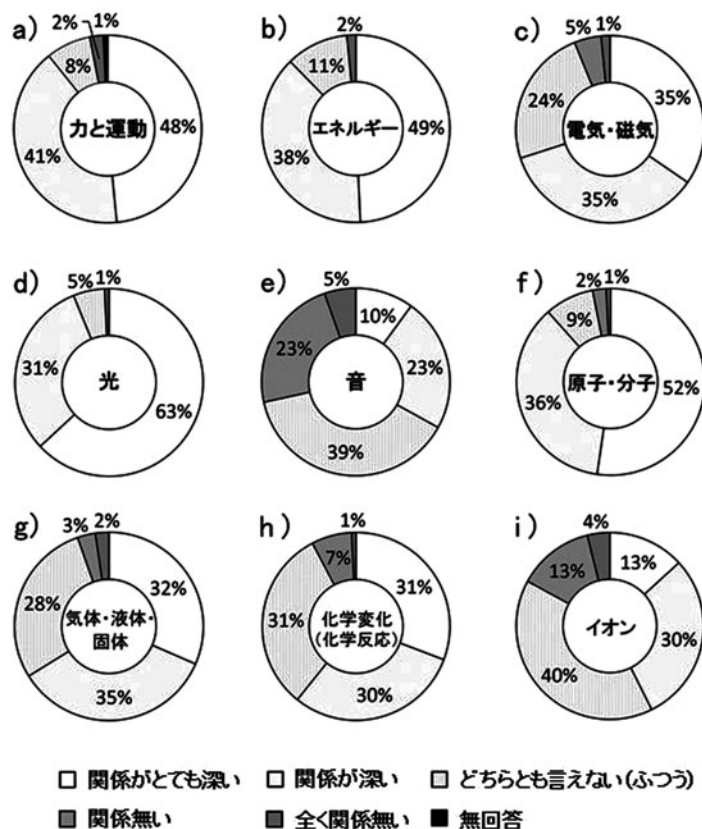 a)
2%
1%
8%
力と運動
48%
41%
b)
2%
11%
エネルギー
49%
38%
c)
5%
1%
24%
電気・磁気
35%
35%
d)
5%
1%
31%
光
63%
e)
5%
10%
23%
音
23%
39%
f)
2%
1%
9%
原子・分子
52%
36%
g)
3%
2%
28%
気体・液体・
固体
32%
35%
h)
1%
7%
31%
化学変化
(化学反応)
31%
30%
i)
4%
13%
13%
イオン
30%
40%
関係がとても深い
関係が深い
どちらとも言えない(ふつう)
関係無い
全く関係無い
無回答